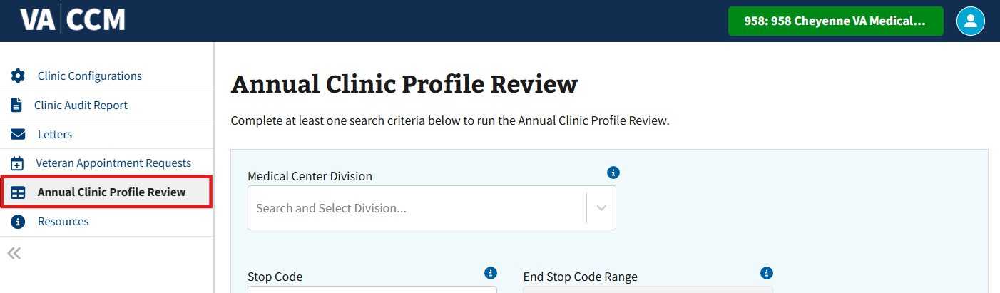 VA CCM
958: 958 Cheyenne VA Medical...
Clinic Configurations
Clinic Audit Report
Letters
Veteran Appointment Requests
Annual Clinic Profile Review
Resources
Annual Clinic Profile Review
Complete at least one search criteria below to run the Annual Clinic Profile Review.
Medical Center Division
Search and Select Division...
Stop Code
End Stop Code Range